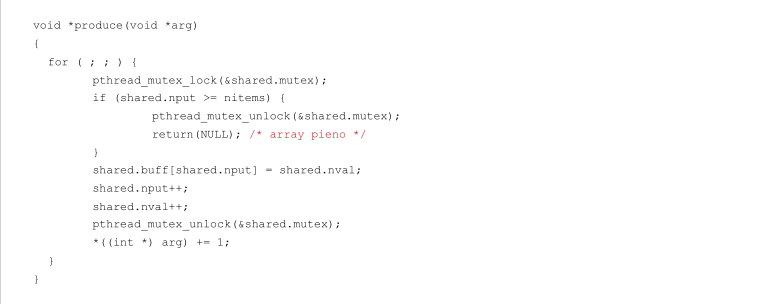 void *produce(void *arg)
{
for ( ; ; ) {
pthread_mutex_lock(&shared.mutex);
if (shared.nput >= nitems) {
pthread_mutex_unlock(&shared.mutex);
return(NULL); /* array pieno */
}
shared.buff[shared.nput] = shared.nval;
shared.nput++;
shared.nval++;
pthread_mutex_unlock(&shared.mutex);
*((int *) arg) += 1;
}
}